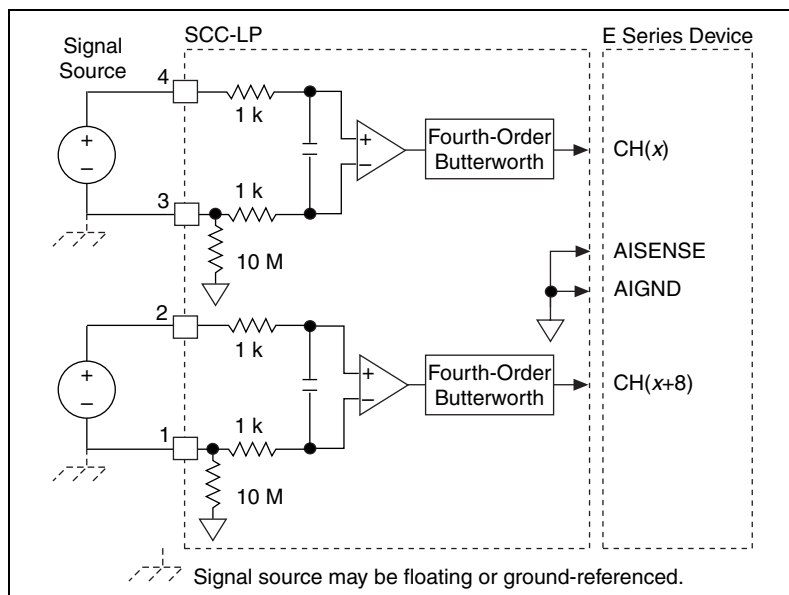 SCC-LP
E Series Device
Signal
Source
4
1 k
Fourth-Order
Butterworth
CH(x)
3
1 k
10 M
AISENSE
AIGND
2
1 k
Fourth-Order
Butterworth
CH(x+8)
1
1 k
10 M
Signal source may be floating or ground-referenced.